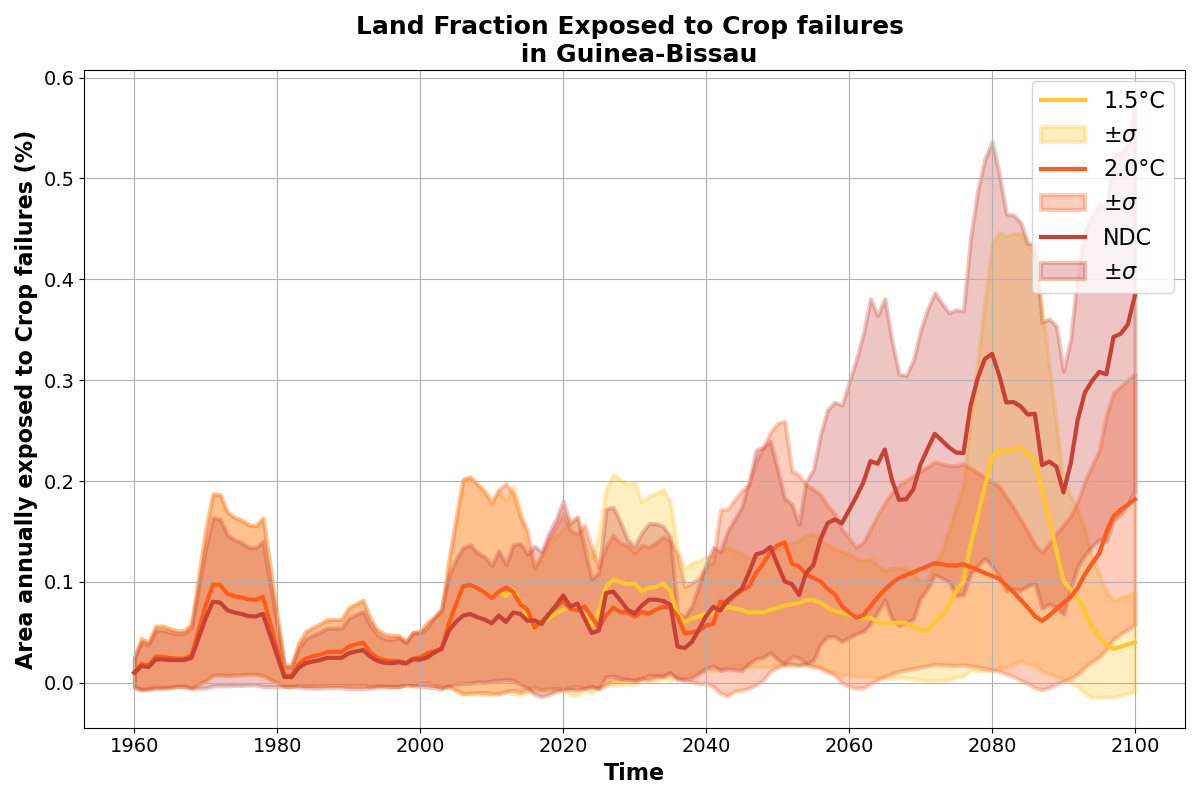 Land Fraction Exposed to Crop failures
in Guinea-Bissau
Area annually exposed to Crop failures (%)
0.6
0.5
0.4
0.3
0.2
0.1
0.0
1.5°C
±σ
2.0°C
±σ
NDC
±σ
1960
1980
2000
2020
2040
2060
2080
2100
Time